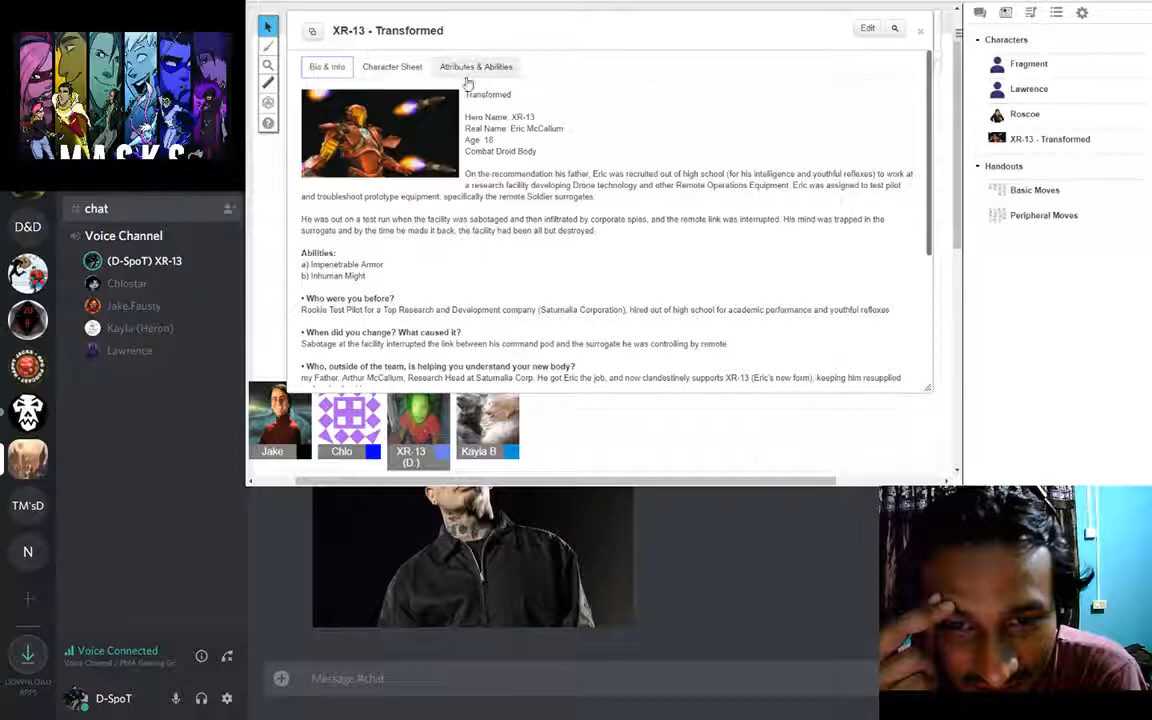 MASKS
D&D
TM'sD
N
DOWNLOAD
APPS
# chat
Voice Channel
(D-SpoT) XR-13
Chlostar
Jake.Fausty
Kayla (Heron)
Lawrence
Voice Connected
D-SpoT
XR-13 - Transformed
Edit
Bio & Info
Character Sheet
Attributes & Abilities
Transformed
Hero Name: XR-13
Real Name: Eric McCallum
Age 18
Combat Droid Body
On the recommendation his father, Eric was recruited out of high school (for his intelligence and youthful reflexes) to work at
a research facility developing Drone technology and other Remote Operations Equipment. Eric was assigned to test pilot
and troubleshoot prototype equipment, specifically the remote Soldier surrogates.
He was out on a test run when the facility was sabotaged and then infiltrated by corporate spies, and the remote link was interrupted. His mind was trapped in the
surrogate and by the time he made it back, the facility had been all but destroyed.
Abilities:
a) Impenetrable Armor
b) Inhuman Might
• Who were you before?
Rookie Test Pilot for a Top Research and Development company (Saturnalia Corporation), hired out of high school for academic performance and youthful reflexes
• When did you change? What caused it?
Sabotage at the facility interrupted the link between his command pod and the surrogate he was controlling by remote
• Who, outside of the team, is helping you understand your new body?
my Father, Arthur McCallum, Research Head at Saturnalia Corp. He got Eric the job, and now clandestinely supports XR-13 (Eric's new form), keeping him resupplied
Jake
Chlo
XR-13
(D.)
Kayla B
Message #chat
Characters
Fragment
Lawrence
Roscoe
XR-13 - Transformed
Handouts
Basic Moves
Peripheral Moves